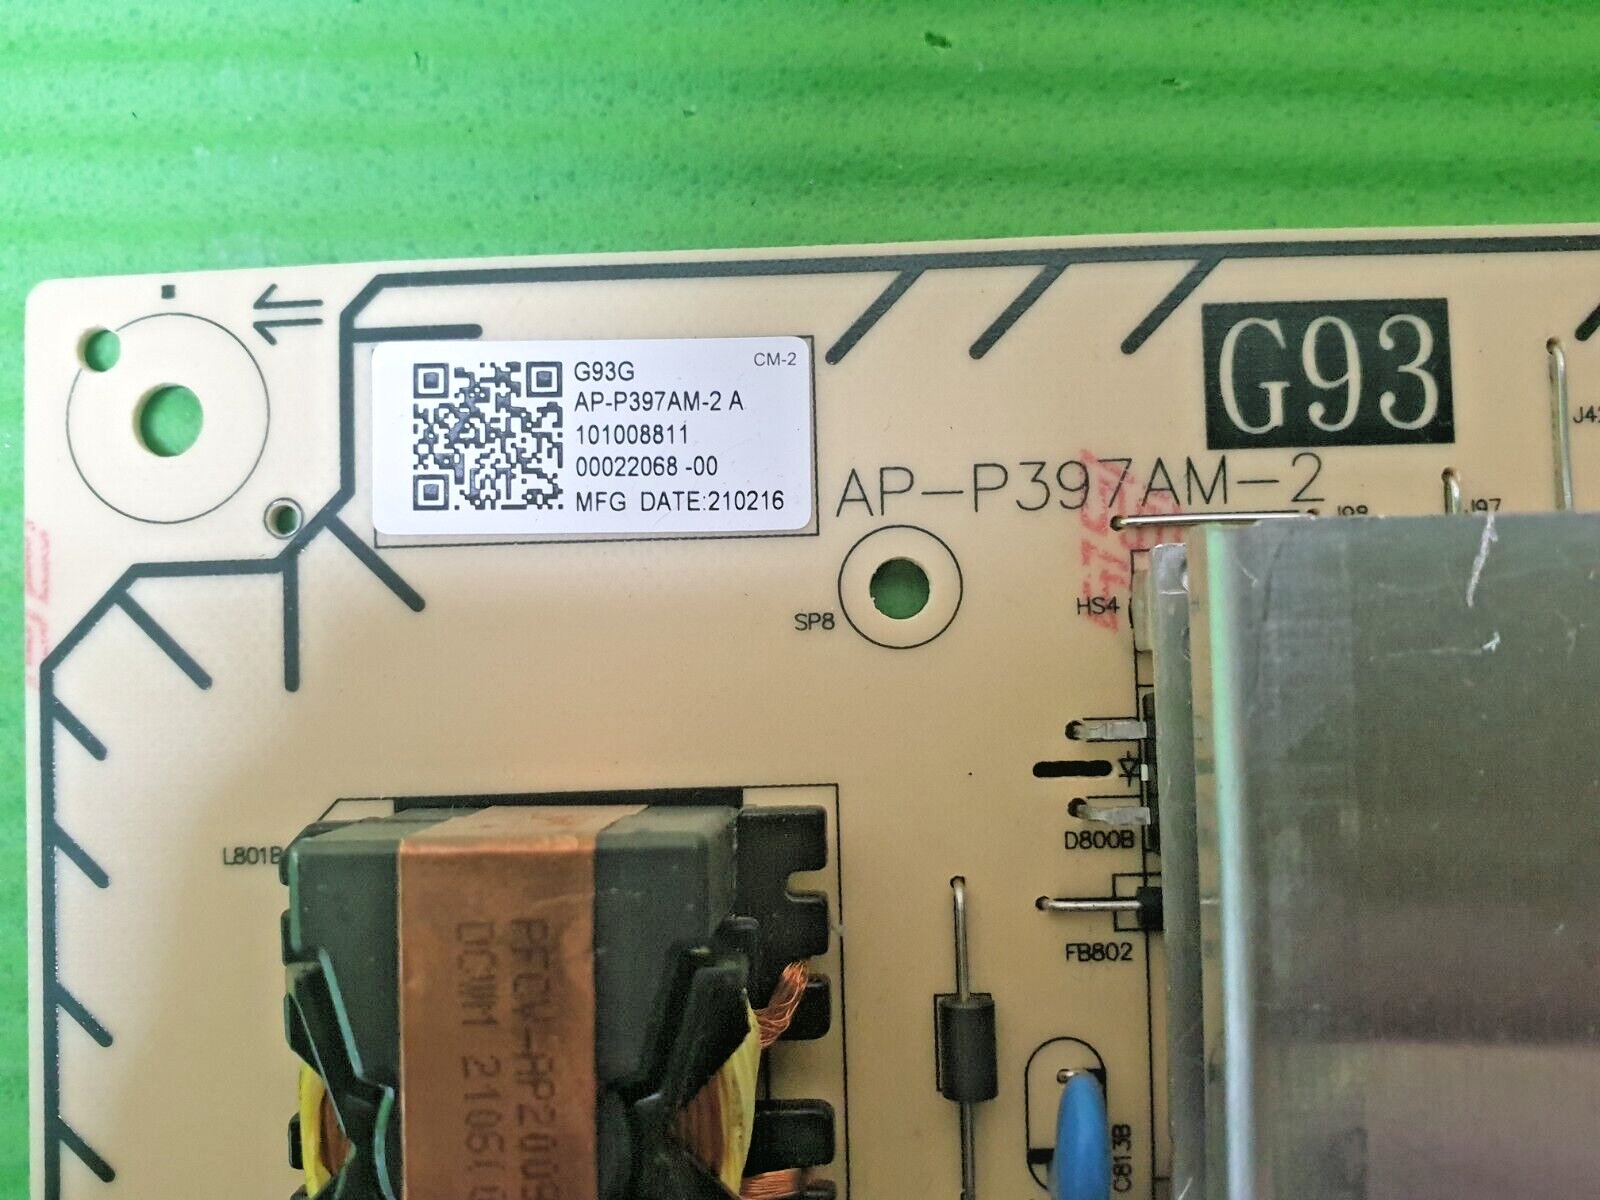 CM-2
G93G
AP-P397AM-2 A
101008811
00022068 -00
MFG DATE:210216
G93
AP-P397AM-2
J98
J97
SP8
HS4
L801B
D800B
FB802
C813B